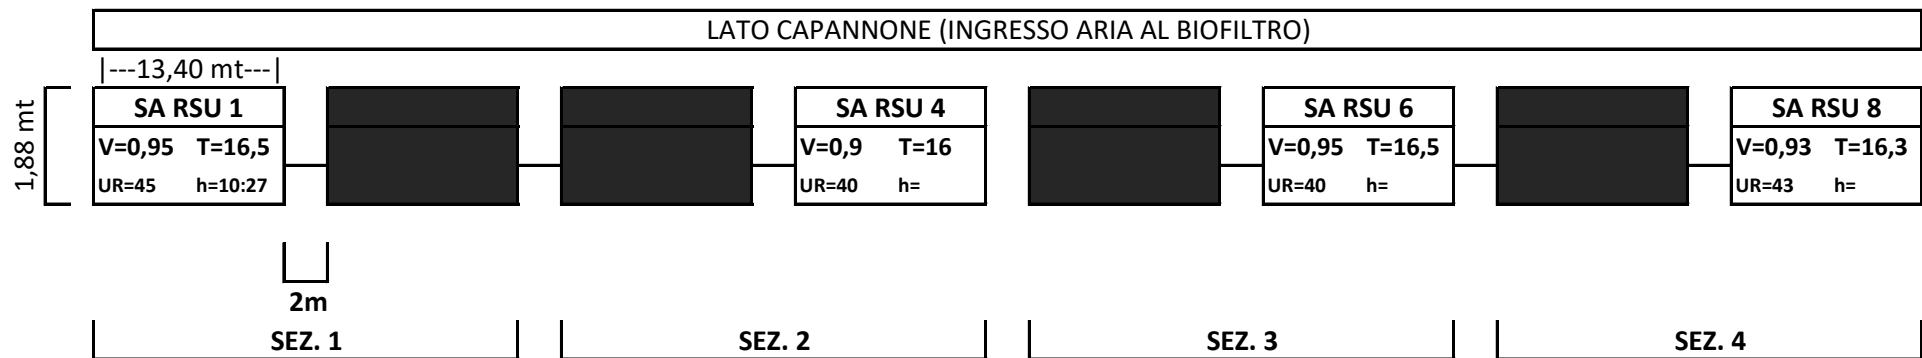 LATO CAPANNONE (INGRESSO ARIA AL BIOFILTRO)
|---13,40 mt---|
1,88 mt
SA RSU 1 SA RSU 4 SA RSU 6 SA RSU 8
V=0,95 T=16,5 V=0,9 T=16 V=0,95 T=16,5 V=0,93 T=16,3
UR=45 h=10:27 UR=40 h= UR=40 h= UR=43 h=
2m
SEZ. 1 SEZ. 2 SEZ. 3 SEZ. 4